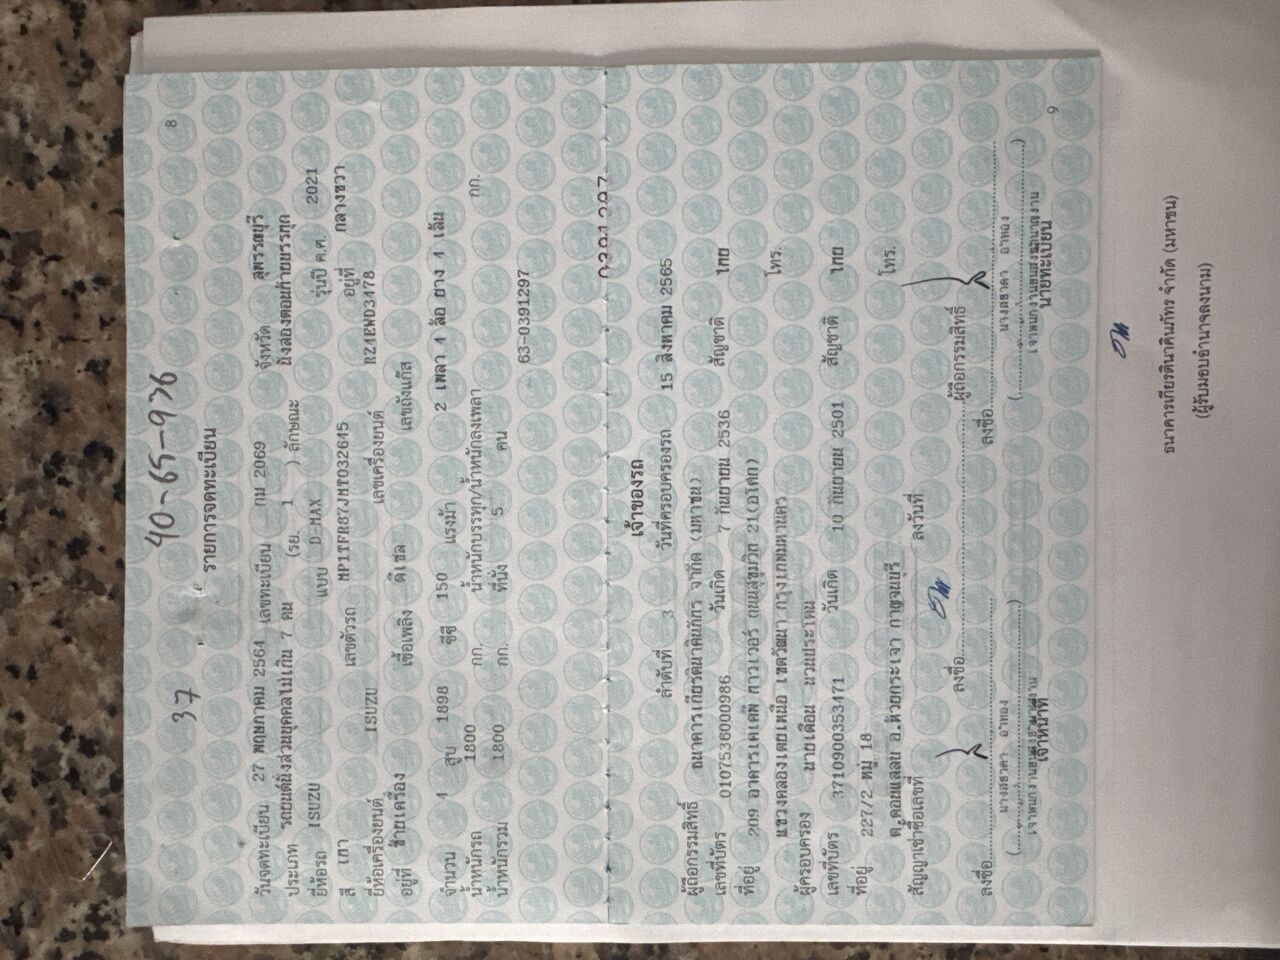 40-65-936
37
8
รายการจดทะเบียน
วันจดทะเบียน 27 พฤษภาคม 2564 เลขทะเบียน กม 2069 จังหวัด สุพรรณบุรี
ประเภท รถยนต์นั่งส่วนบุคคลไม่เกิน 7 คน (รย. 1 ) ลักษณะ นั่งสองตอนท้ายบรรทุก
ยี่ห้อรถ ISUZU แบบ D-MAX รุ่นปี ค.ศ. 2021
สี เทา เลขตัวรถ MP1TFR87JMT032645 อยู่ที่ กลางขวา
ยี่ห้อเครื่องยนต์ ISUZU เลขเครื่องยนต์ RZ4EWD3478
อยู่ที่ ซ้ายเครื่อง เชื้อเพลิง ดีเซล เลขถังแก๊ส
จำนวน 4 สูบ 1898 ซีซี 150 แรงม้า 2 เพลา 4 ล้อ ยาง 4 เส้น
น้ำหนักรถ 1800 กก. น้ำหนักบรรทุก/น้ำหนักลงเพลา กก.
น้ำหนักรวม 1800 กก. ที่นั่ง 5 คน
63-0391297
0391297
เจ้าของรถ
ลำดับที่ 3 วันที่ครอบครองรถ 15 สิงหาคม 2565
ผู้ถือกรรมสิทธิ์ ธนาคารเกียรตินาคินภัทร จำกัด (มหาชน)
เลขที่บัตร 0107536000986 วันเกิด 7 กันยายน 2536 สัญชาติ ไทย
ที่อยู่ 209 อาคารเคเคพี ทาวเวอร์ ถนนสุขุมวิท 21(อโศก)
แขวงคลองเตยเหนือ เขตวัฒนา กรุงเทพมหานคร โทร.
ผู้ครอบครอง นายเดือน นวนประโคน
เลขที่บัตร 3710900353471 วันเกิด 10 กันยายน 2501 สัญชาติ ไทย
ที่อยู่ 227/2 หมู่ 18
ต.ดอนแสลบ อ.ห้วยกระเจา กาญจนบุรี โทร.
สัญญาเช่าซื้อเลขที่ ลงวันที่
ลงชื่อ ผู้ถือกรรมสิทธิ์
ลงชื่อ ลงชื่อ
เจ้าหน้าที่ นายทะเบียน
9
ธนาคารเกียรตินาคินภัทร จำกัด (มหาชน)
(ผู้รับมอบอำนาจลงนาม)